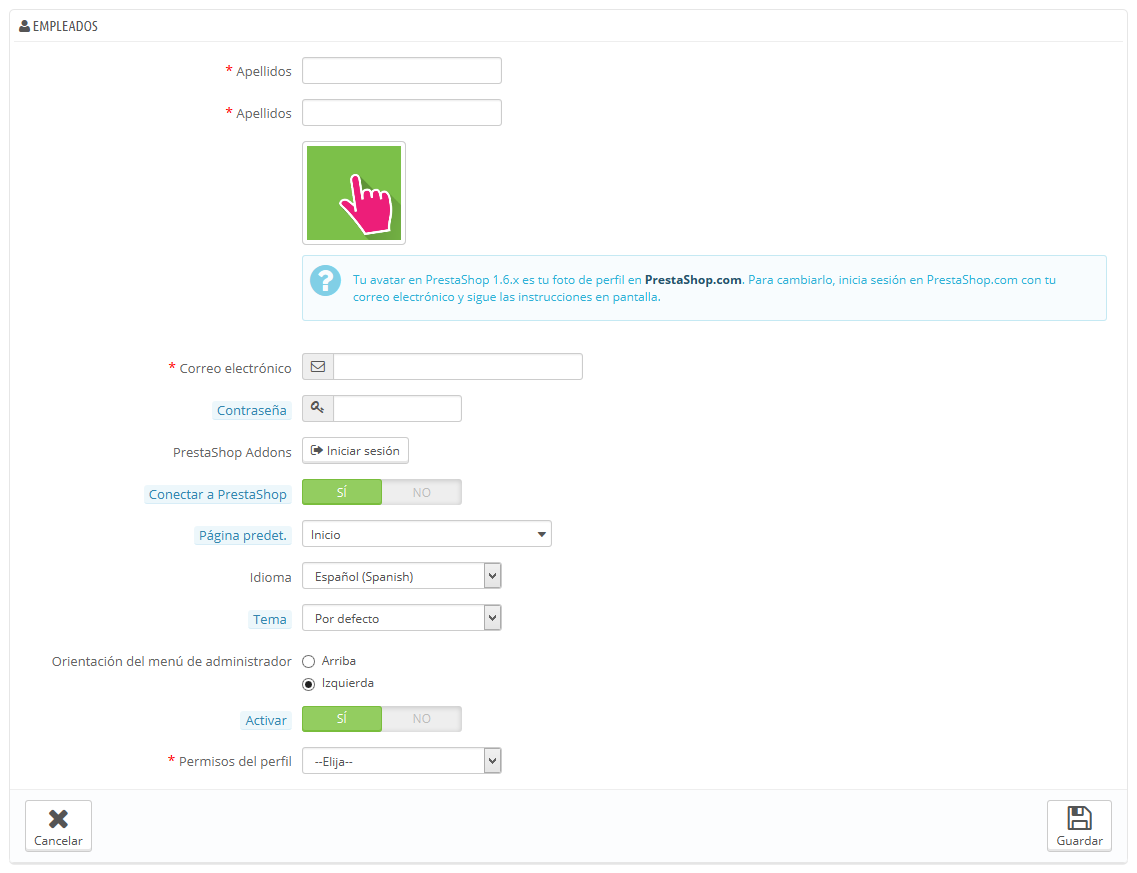 EMPLEADOS
* Apellidos
* Apellidos
Tu avatar en PrestaShop 1.6.x es tu foto de perfil en PrestaShop.com. Para cambiarlo, inicia sesión en PrestaShop.com con tu
correo electrónico y sigue las instrucciones en pantalla.
* Correo electrónico
Contraseña
PrestaShop Addons Iniciar sesión
Conectar a PrestaShop SÍ NO
Página predet. Inicio
Idioma Español (Spanish)
Tema Por defecto
Orientación del menú de administrador Arriba
Izquierda
Activar SÍ NO
* Permisos del perfil --Elija--
Cancelar Guardar